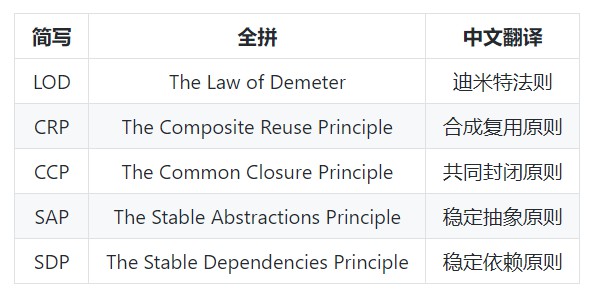 简写 全拼 中文翻译
LOD The Law of Demeter 迪米特法则
CRP The Composite Reuse Principle 合成复用原则
CCP The Common Closure Principle 共同封闭原则
SAP The Stable Abstractions Principle 稳定抽象原则
SDP The Stable Dependencies Principle 稳定依赖原则